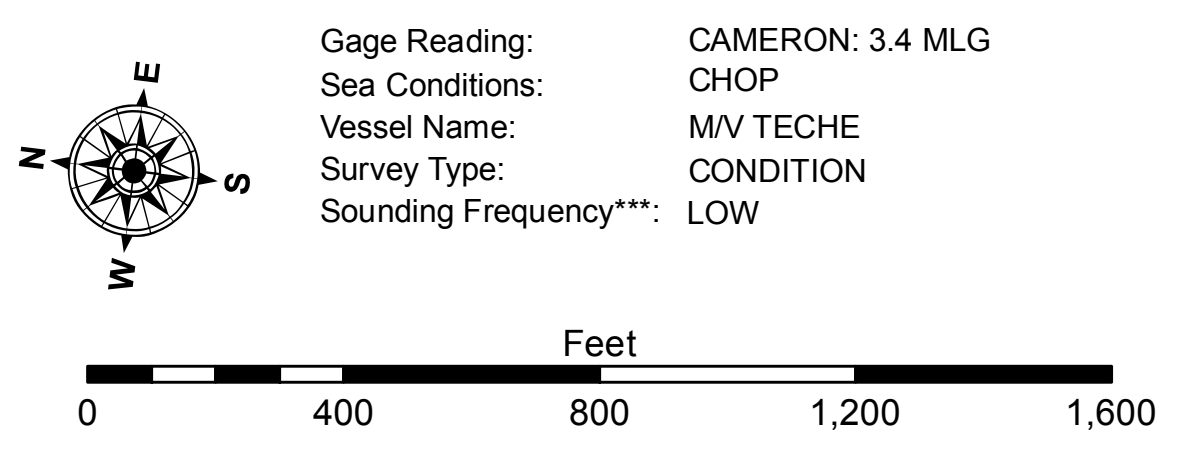 E
N
S
W
Gage Reading: CAMERON: 3.4 MLG
Sea Conditions: CHOP
Vessel Name: M/V TECHE
Survey Type: CONDITION
Sounding Frequency***: LOW
Feet
0 400 800 1,200 1,600